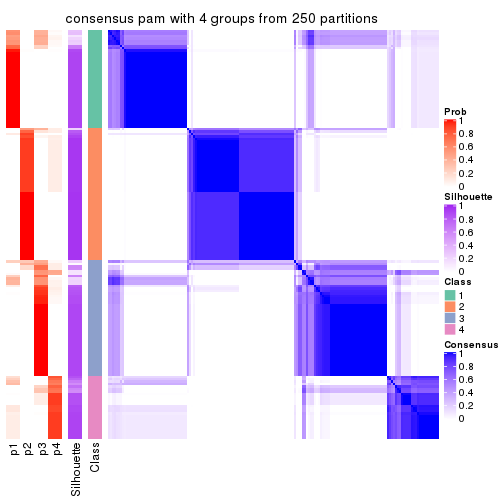 consensus pam with 4 groups from 250 partitions
Prob
1
0.8
0.6
0.4
0.2
0
Silhouette
1
0.8
0.6
0.4
0.2
0
Class
1
2
3
4
Consensus
1
0.8
0.6
0.4
0.2
0
p1
p2
p3
p4
Silhouette
Class